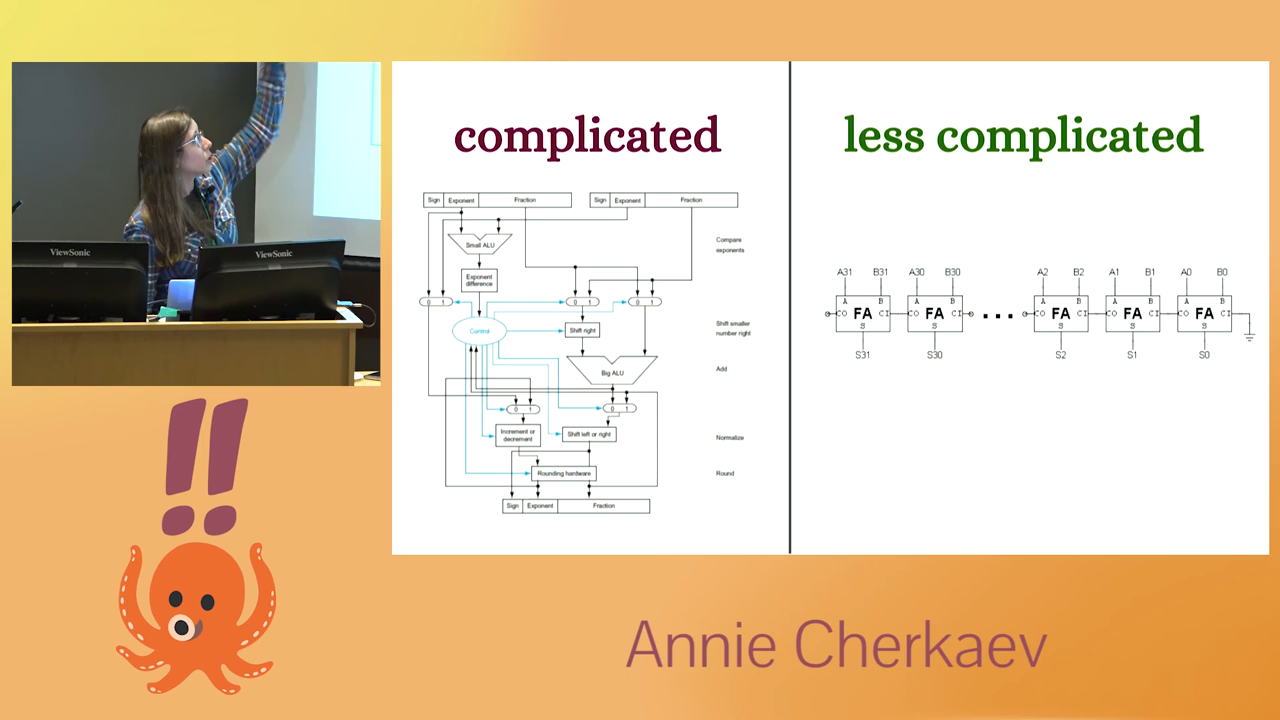 ViewSonic
ViewSonic
!!
complicated
Sign Exponent Fraction
Sign Exponent Fraction
Compare
exponents
Small ALU
Exponent
difference
0 1
0 1
0 1
Control
Shift right
Shift smaller
number right
Big ALU
Add
0 1
0 1
Increment or
decrement
Shift left or right
Normalize
Rounding hardware
Round
Sign Exponent Fraction
less complicated
A31 B31 A30 B30 A2 B2 A1 B1 A0 B0
A B A B A B A B A B
CO FA CI CO FA CI ... CO FA CI CO FA CI CO FA CI
S S S S S
S31 S30 S2 S1 S0
Annie Cherkaev